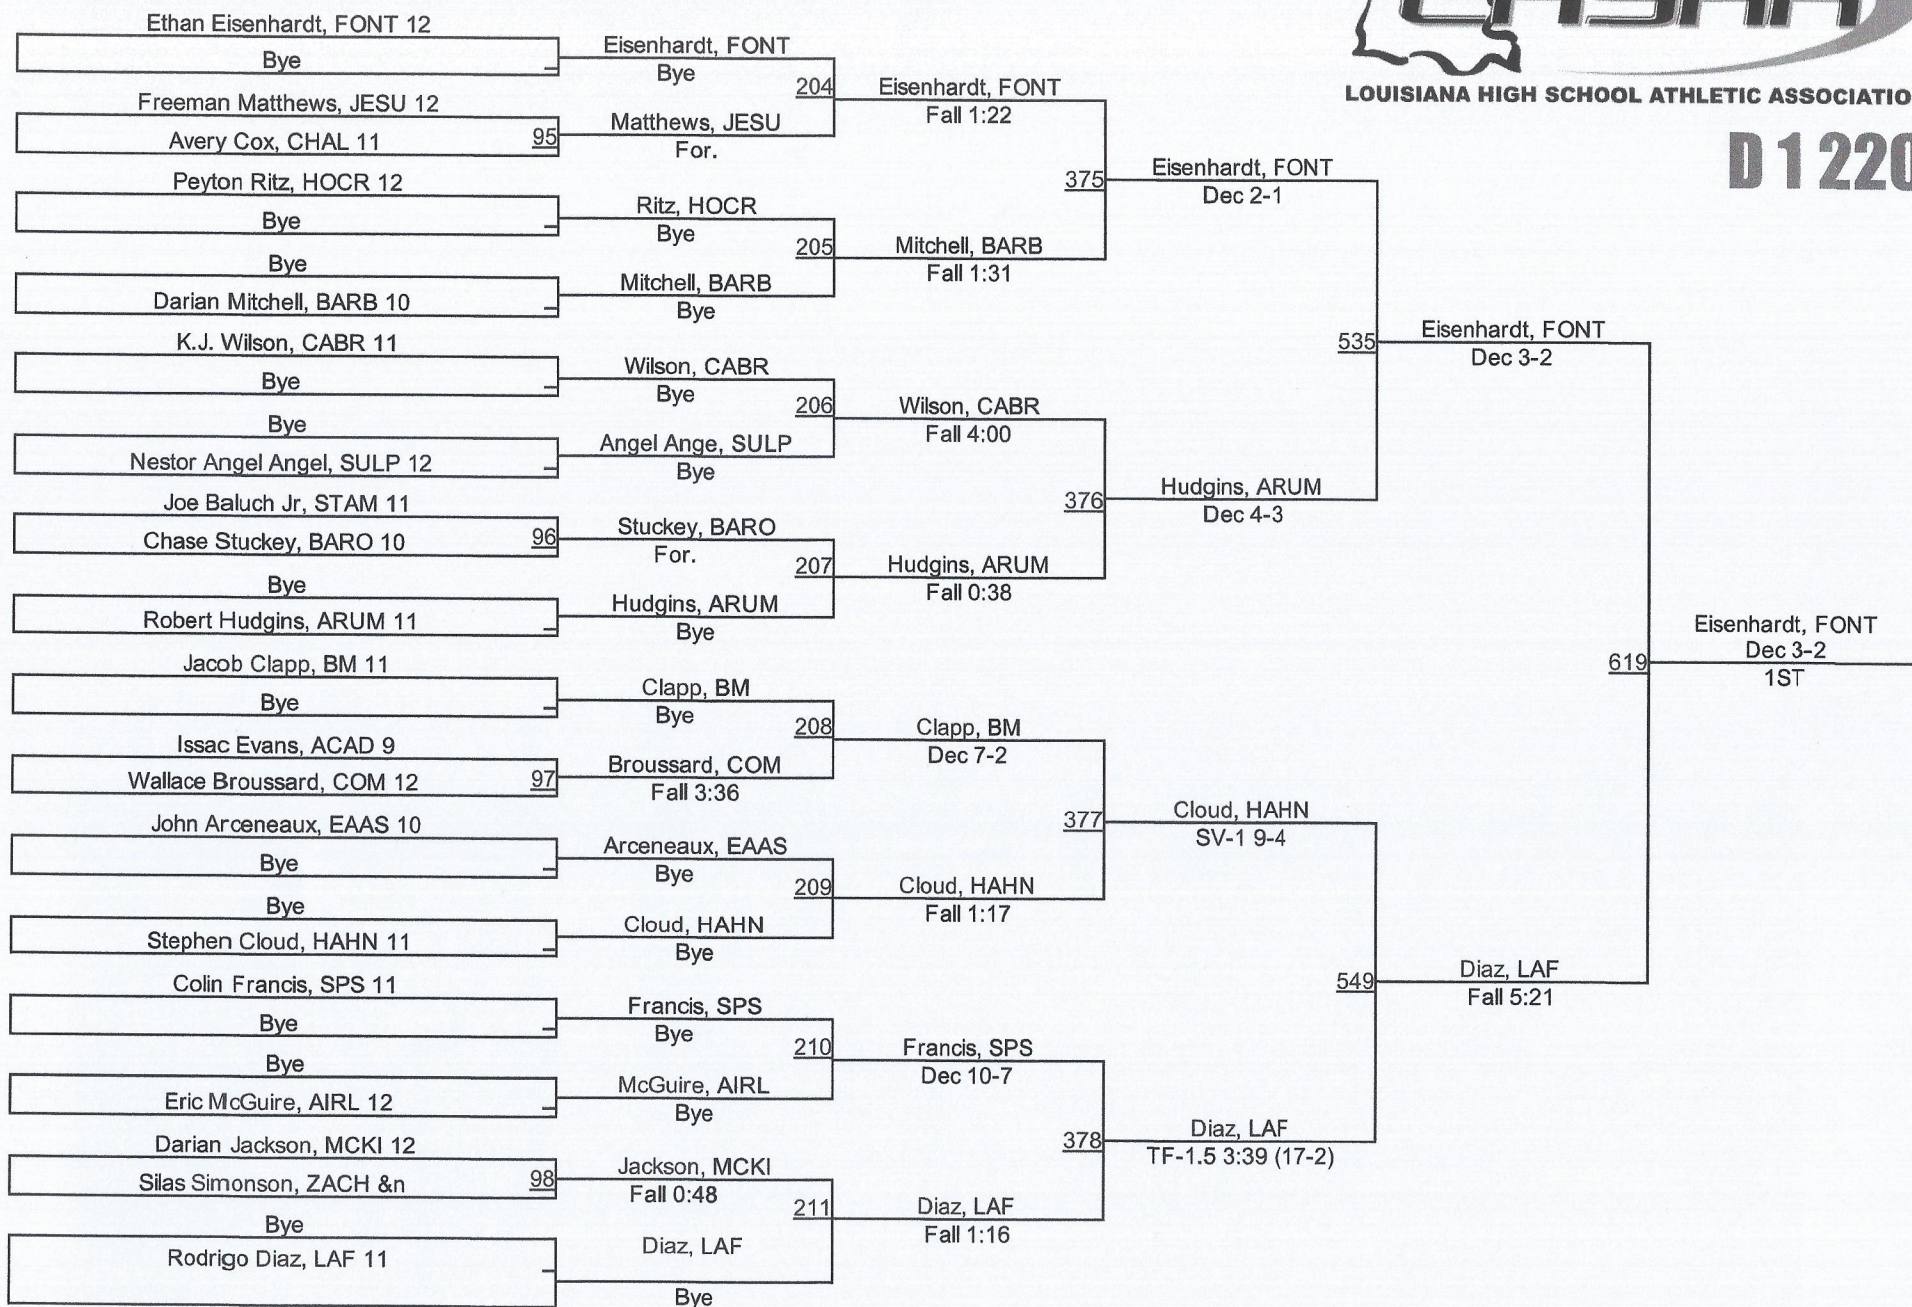 LHSAA
LOUISIANA HIGH SCHOOL ATHLETIC ASSOCIATIO
D 1 220
Ethan Eisenhardt, FONT 12
Bye
Freeman Matthews, JESU 12
Avery Cox, CHAL 11
95
Peyton Ritz, HOCR 12
Bye
Bye
Darian Mitchell, BARB 10
K.J. Wilson, CABR 11
Bye
Bye
Nestor Angel Angel, SULP 12
Joe Baluch Jr, STAM 11
Chase Stuckey, BARO 10
96
Bye
Robert Hudgins, ARUM 11
Jacob Clapp, BM 11
Bye
Issac Evans, ACAD 9
Wallace Broussard, COM 12
97
John Arceneaux, EAAS 10
Bye
Bye
Stephen Cloud, HAHN 11
Colin Francis, SPS 11
Bye
Bye
Eric McGuire, AIRL 12
Darian Jackson, MCKI 12
Silas Simonson, ZACH &n
98
Bye
Rodrigo Diaz, LAF 11
Eisenhardt, FONT
Bye
204
Matthews, JESU
For.
Ritz, HOCR
Bye
205
Mitchell, BARB
Bye
Wilson, CABR
Bye
206
Angel Ange, SULP
Bye
Stuckey, BARO
For.
207
Hudgins, ARUM
Bye
Clapp, BM
Bye
208
Broussard, COM
Fall 3:36
Arceneaux, EAAS
Bye
209
Cloud, HAHN
Bye
Francis, SPS
Bye
210
McGuire, AIRL
Bye
Jackson, MCKI
Fall 0:48
211
Diaz, LAF
Bye
Eisenhardt, FONT
Fall 1:22
375
Mitchell, BARB
Fall 1:31
Wilson, CABR
Fall 4:00
376
Hudgins, ARUM
Fall 0:38
Clapp, BM
Dec 7-2
377
Cloud, HAHN
Fall 1:17
Francis, SPS
Dec 10-7
378
Diaz, LAF
Fall 1:16
Eisenhardt, FONT
Dec 2-1
535
Hudgins, ARUM
Dec 4-3
Cloud, HAHN
SV-1 9-4
549
Diaz, LAF
TF-1.5 3:39 (17-2)
Eisenhardt, FONT
Dec 3-2
619
Diaz, LAF
Fall 5:21
Eisenhardt, FONT
Dec 3-2
1ST